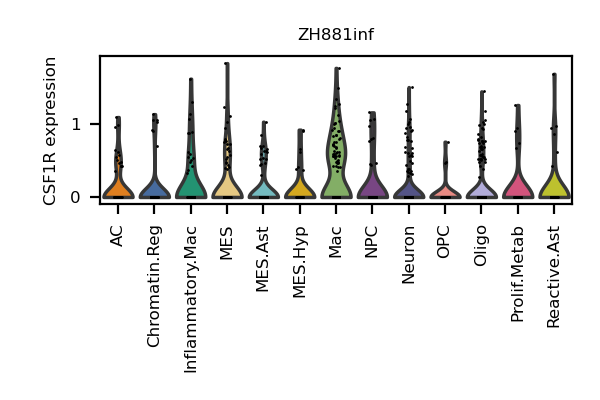 ZH881inf
CSF1R expression
1
0
AC
Chromatin.Reg
Inflammatory.Mac
MES
MES.Ast
MES.Hyp
Mac
NPC
Neuron
OPC
Oligo
Prolif.Metab
Reactive.Ast